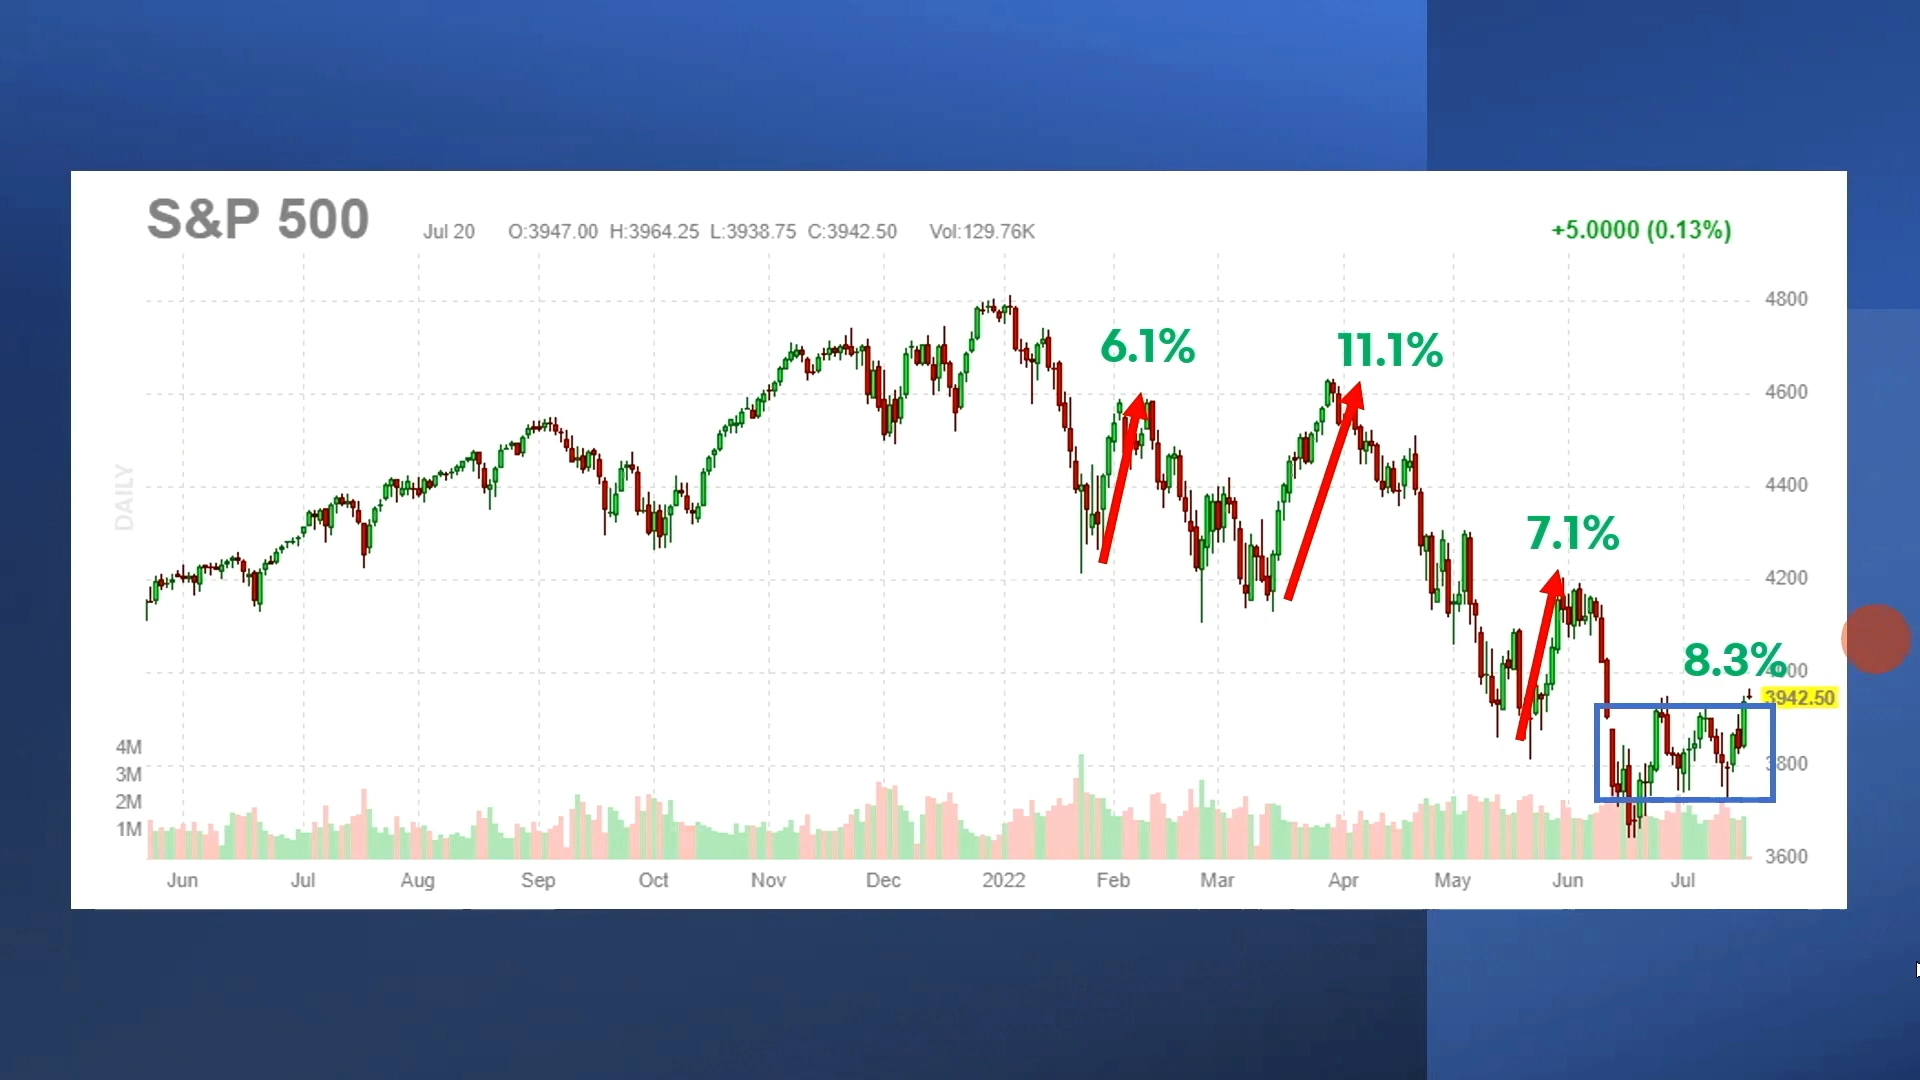 S&P 500 Jul 20 O:3947.00 H:3964.25 L:3938.75 C:3942.50 Vol:129.76K +5.0000 (0.13%)
4800
6.1% 11.1%
4600
DAILY
4400
7.1%
4200
8.3%
3942.50
4M
3M
3800
2M
1M
3600
Jun Jul Aug Sep Oct Nov Dec 2022 Feb Mar Apr May Jun Jul